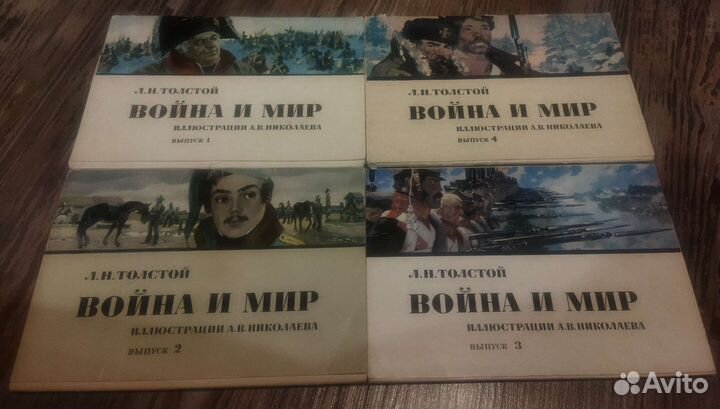 Л.Н.ТОЛСТОЙ
ВОЙНА И МИР
ИЛЛЮСТРАЦИИ А.В.НИКОЛАЕВА
ВЫПУСК 1
Л.Н.ТОЛСТОЙ
ВОЙНА И МИР
ИЛЛЮСТРАЦИИ А.В.НИКОЛАЕВА
ВЫПУСК 4
Л.Н.ТОЛСТОЙ
ВОЙНА И МИР
ИЛЛЮСТРАЦИИ А.В.НИКОЛАЕВА
ВЫПУСК 2
Л.Н.ТОЛСТОЙ
ВОЙНА И МИР
ИЛЛЮСТРАЦИИ А.В.НИКОЛАЕВА
ВЫПУСК 3
Avito